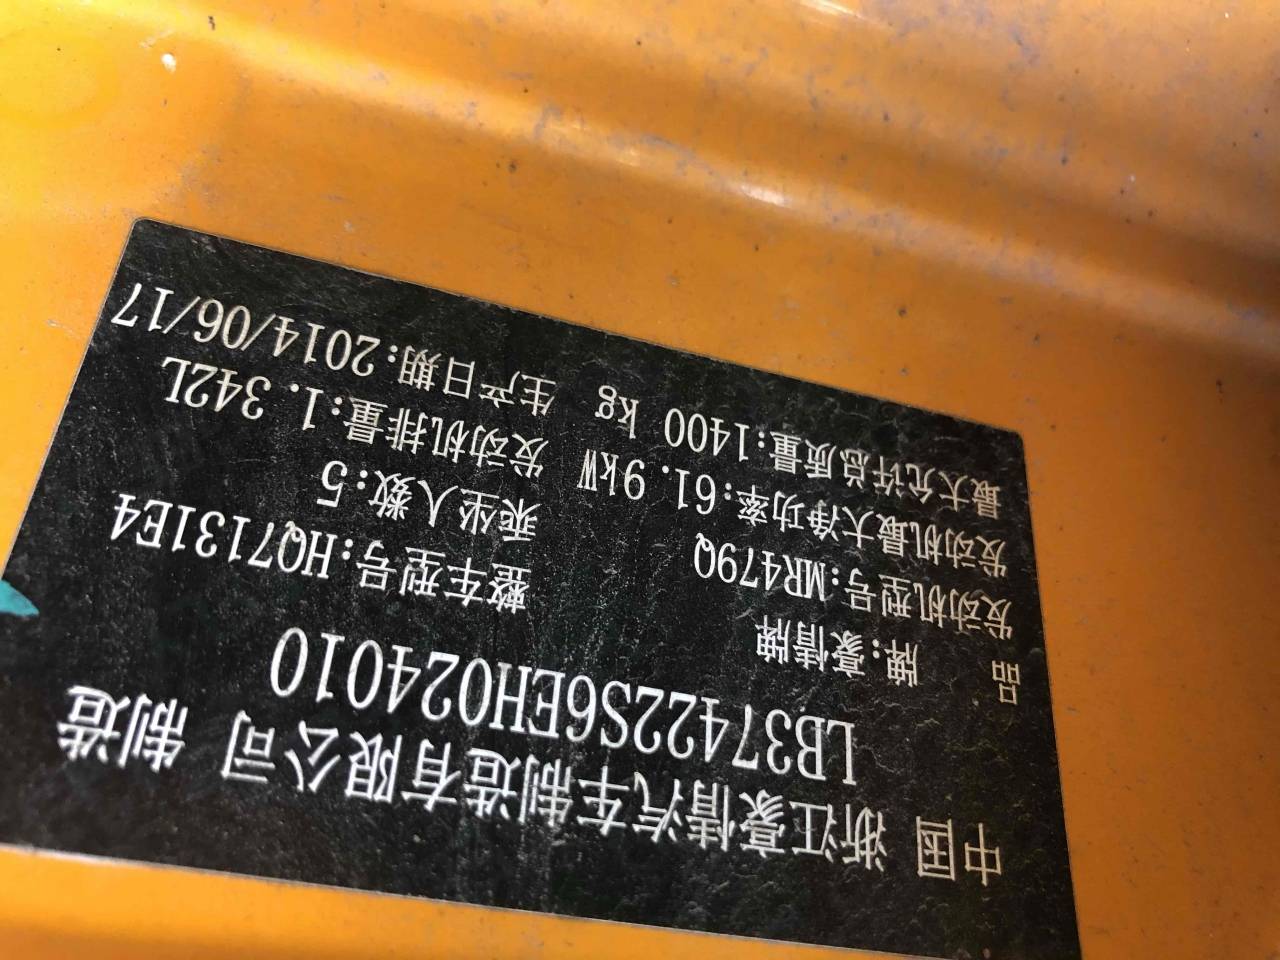 中国 浙江豪情汽车制造有限公司 制造
LB37422S6EH024010
品 牌:豪情牌 整车型号:HQ7131E4
发动机型号:MR479Q 乘坐人数:5
发动机最大净功率:61.9kW 发动机排量:1.342L
最大允许总质量:1400 kg 生产日期:2014/06/17